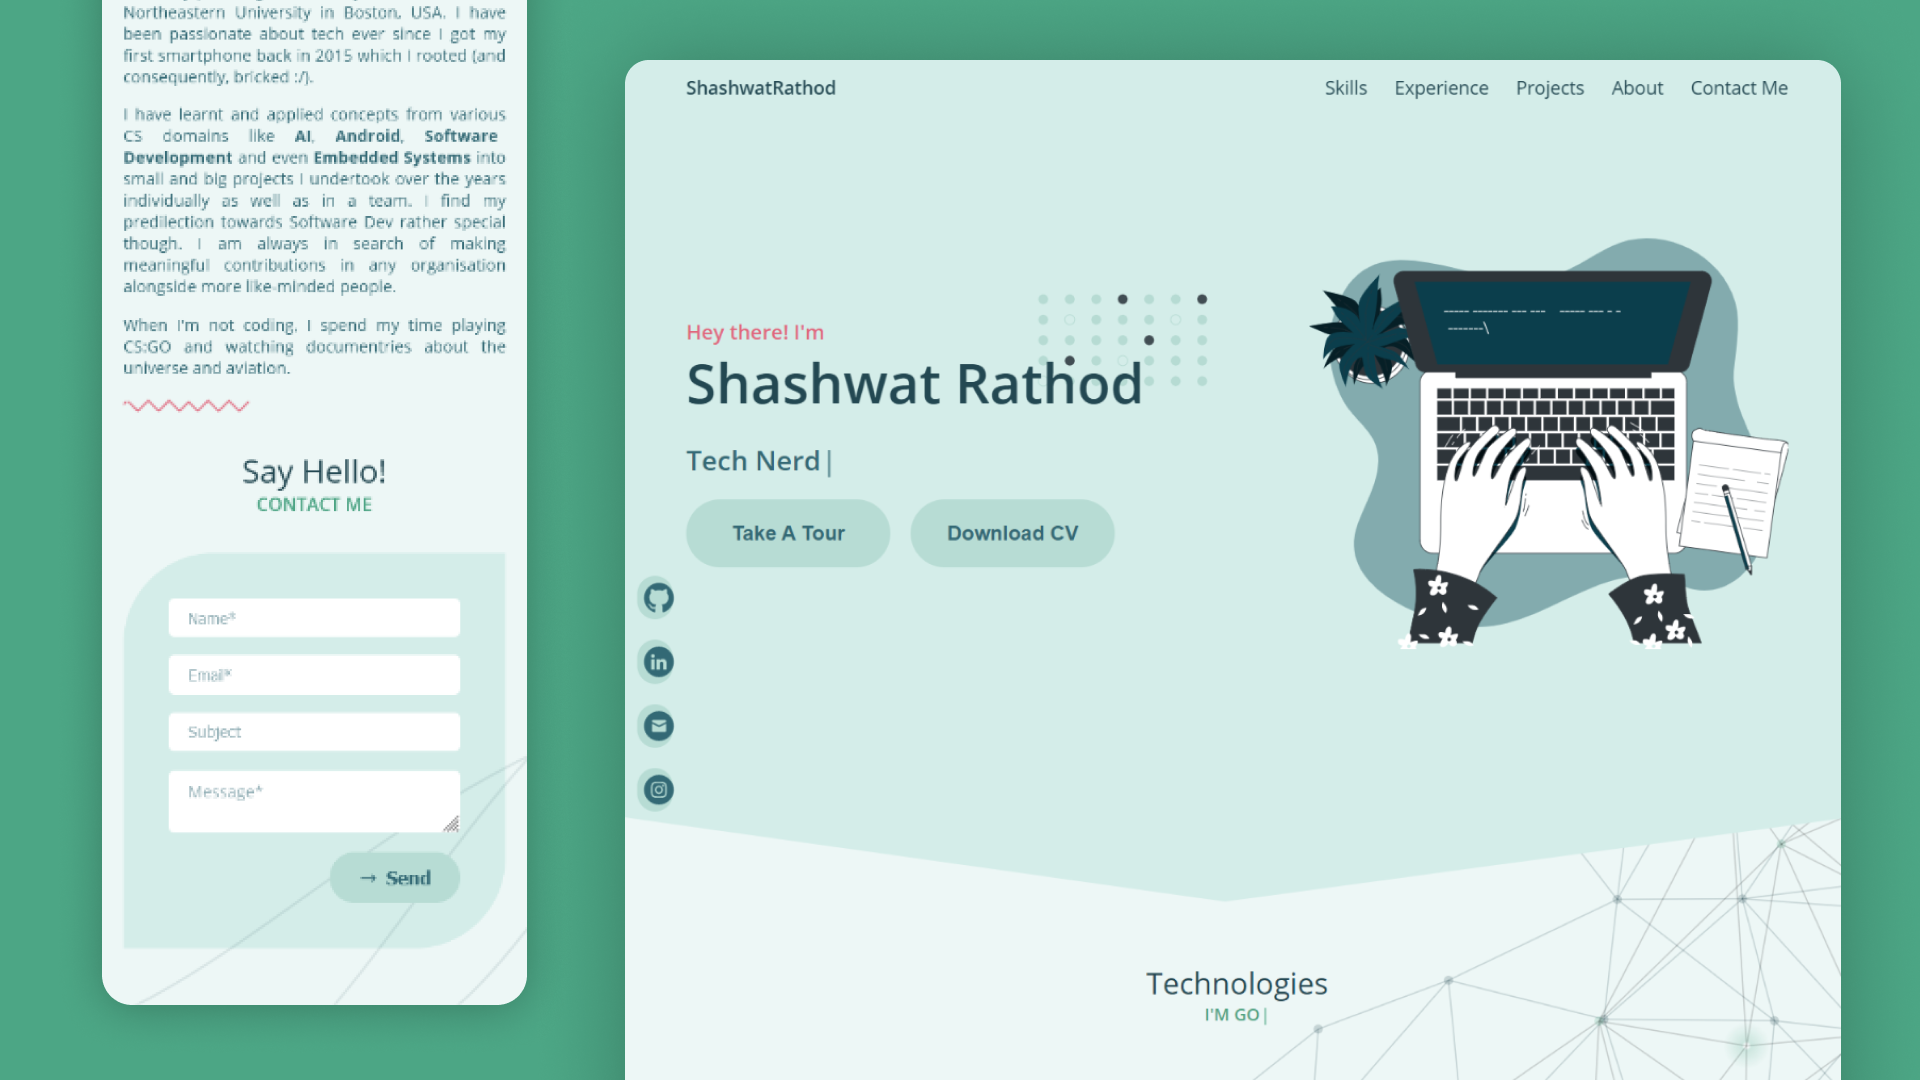 Northeastern University in Boston, USA. I have
been passionate about tech ever since I got my
first smartphone back in 2015 which I rooted (and
consequently, bricked :/).
I have learnt and applied concepts from various
CS domains like AI, Android, Software
Development and even Embedded Systems into
small and big projects I undertook over the years
individually as well as in a team. I find my
predilection towards Software Dev rather special
though. I am always in search of making
meaningful contributions in any organisation
alongside more like-minded people.
When I'm not coding, I spend my time playing
CS:GO and watching documentries about the
universe and aviation.
Say Hello!
CONTACT ME
Name*
Email*
Subject
Message*
→ Send
ShashwatRathod
Skills Experience Projects About Contact Me
Hey there! I'm
Shashwat Rathod
Tech Nerd|
Take A Tour Download CV
in
Technologies
I'M GO|